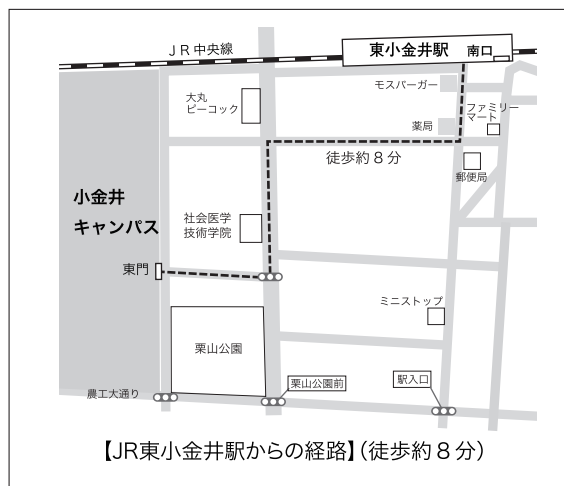 JR中央線
東小金井駅 南口
モスバーガー
大丸
ピーコック
ファミリー
マート
薬局
徒歩約8分
郵便局
小金井
キャンパス
社会医学
技術学院
東門
ミニストップ
栗山公園
農工大通り
栗山公園前
駅入口
【JR東小金井駅からの経路】(徒歩約8分)